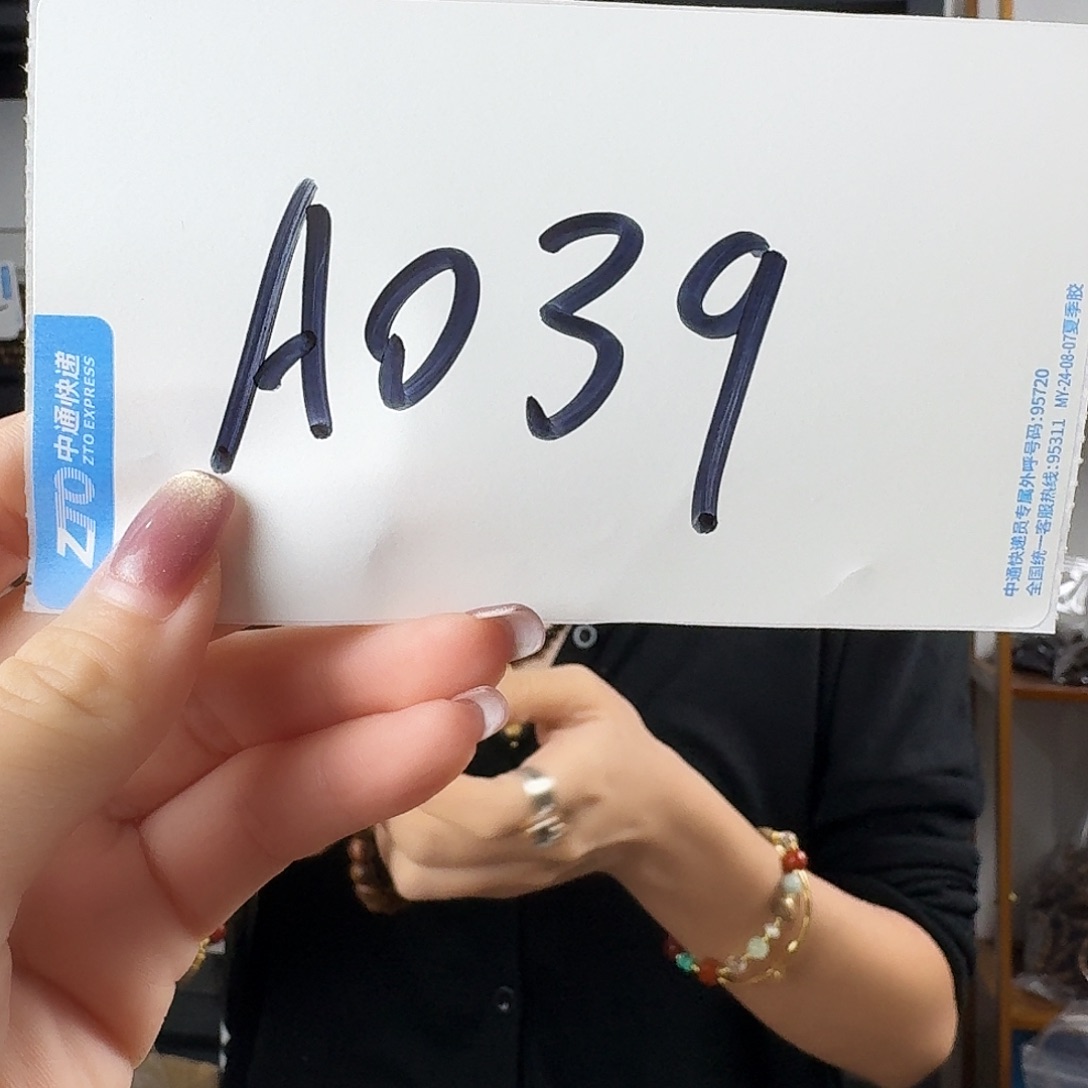 A039
ZTO 中通快递
ZTO EXPRESS
中通快递员专属外呼号码:95720
全国统一客服热线:95311 MY-24-08-07夏季胶